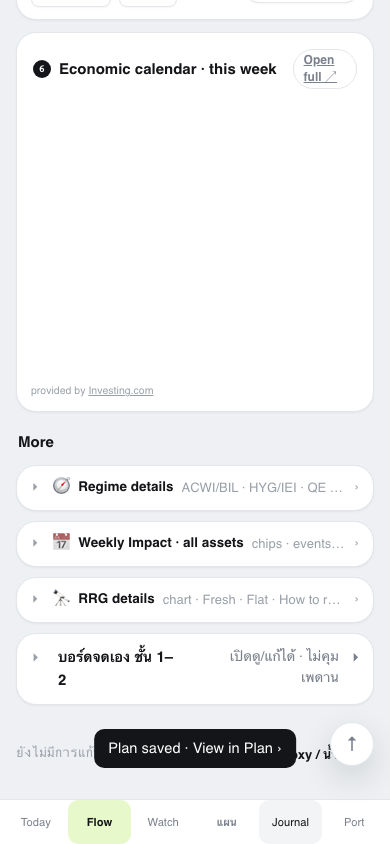 6 Economic calendar · this week
Open
full ↗
provided by Investing.com
More
Regime details ACWI/BIL · HYG/IEI · QE … ›
Weekly Impact · all assets chips · events… ›
RRG details chart · Fresh · Flat · How to r… ›
บอร์ดจดเอง ชั้น 1–
2
เปิดดู/แก้ได้ · ไม่คุม
เพดาน
ยังไม่มีการแก้
Plan saved · View in Plan ›
↑
Today Flow Watch แผน Journal Port